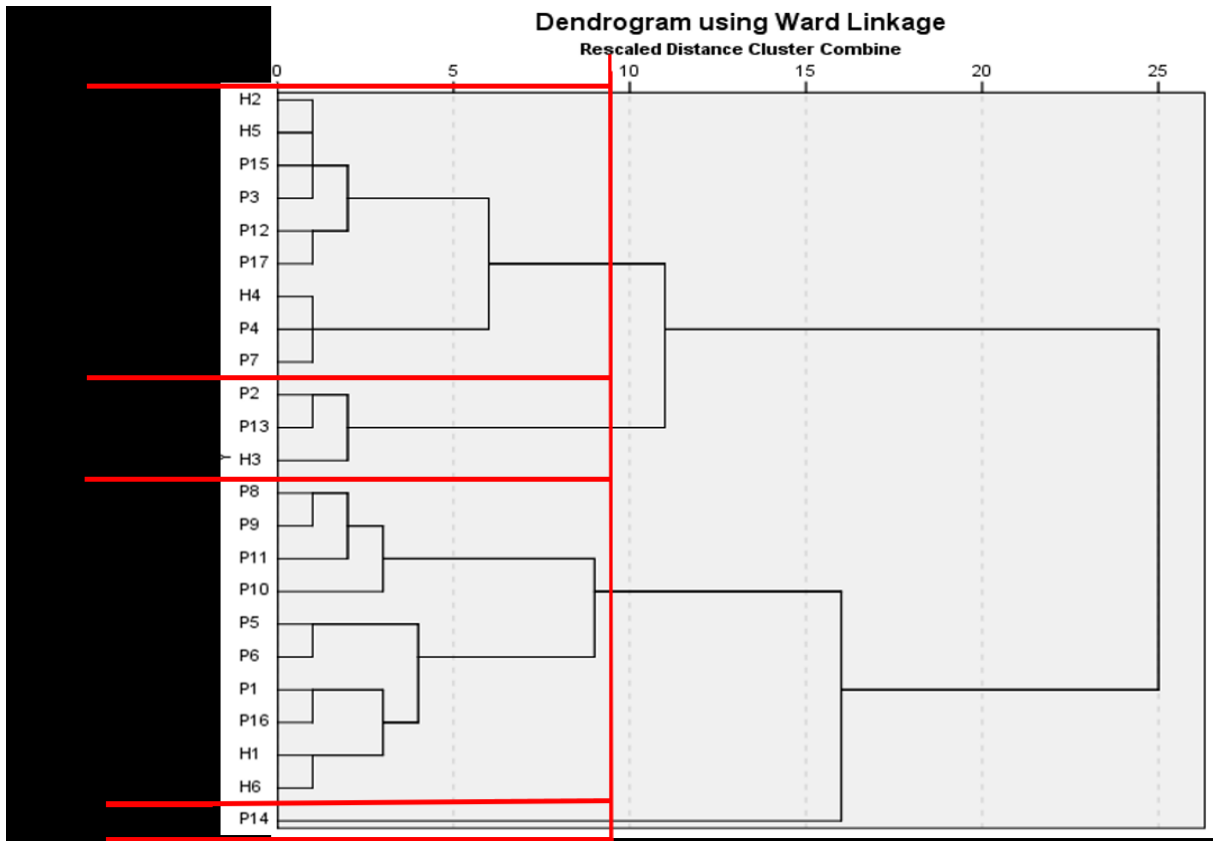 Dendrogram using Ward Linkage
Rescaled Distance Cluster Combine
0 5 10 15 20 25
H2
H5
P15
P3
P12
P17
H4
P4
P7
P2
P13
H3
P8
P9
P11
P10
P5
P6
P1
P16
H1
H6
P14